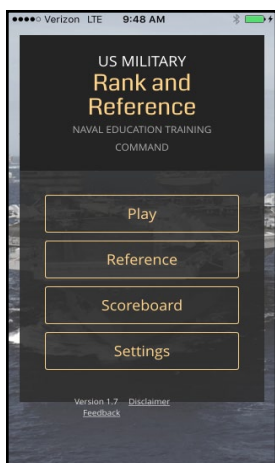 Verizon LTE 9:48 AM
US MILITARY
Rank and
Reference
NAVAL EDUCATION TRAINING
COMMAND
Play
Reference
Scoreboard
Settings
Version 1.7 Disclaimer
Feedback